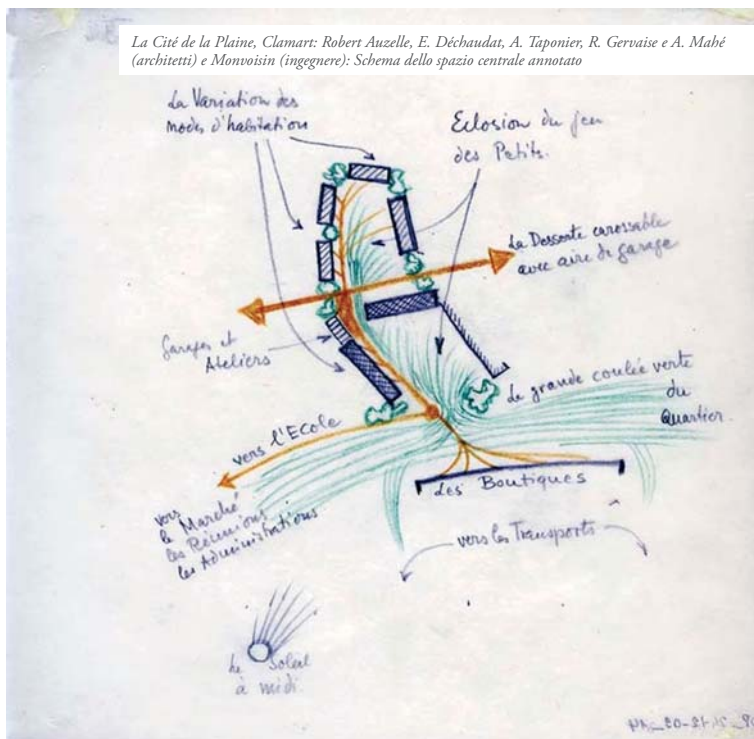 La Cité de la Plaine, Clamart: Robert Auzelle, E. Déchaudat, A. Taponier, R. Gervaise e A. Mahé
(architetti) e Monvoisin (ingegnere): Schema dello spazio centrale annotato
La Variation des
modes d'habitation
Eclosion du jeu
des Petits.
La Desserte carossable
avec aire de garage
Garages et
Ateliers
La grande coulée verte
du
Quartier.
vers l'Ecole
vers
le Marché
les Réunions
les Administrations
Les Boutiques
vers les Transports
Le Soleil
à midi.